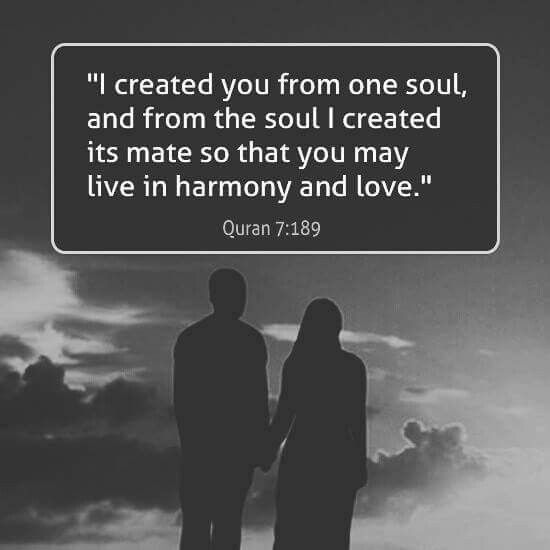 "I created you from one soul,
and from the soul I created
its mate so that you may
live in harmony and love."
Quran 7:189